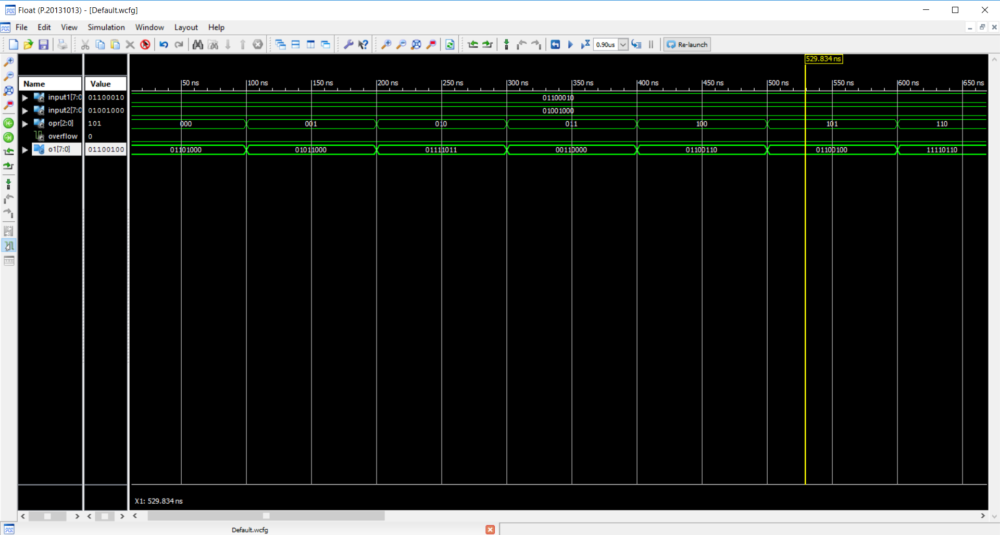 Float (P.20131013) - [Default.wcfg]
File Edit View Simulation Window Layout Help
0.90us Re-launch
529.834 ns
Name Value 50 ns 100 ns 150 ns 200 ns 250 ns 300 ns 350 ns 400 ns 450 ns 500 ns 550 ns 600 ns 650 ns
input1[7:0 01100010 01100010
input2[7:0 01001000 01001000
opr[2:0] 101 000 001 010 011 100 101 110
overflow 0
o1[7:0] 01100100 01101000 01011000 01111011 00110000 01100110 01100100 11110110
X1: 529.834 ns
Default.wcfg